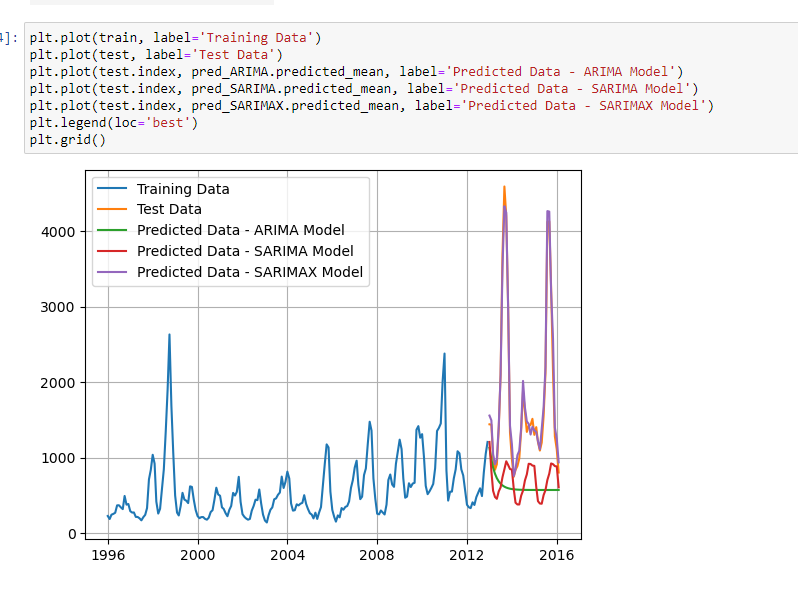 4]:
plt.plot(train, label='Training Data')
plt.plot(test, label='Test Data')
plt.plot(test.index, pred_ARIMA.predicted_mean, label='Predicted Data - ARIMA Model')
plt.plot(test.index, pred_SARIMA.predicted_mean, label='Predicted Data - SARIMA Model')
plt.plot(test.index, pred_SARIMAX.predicted_mean, label='Predicted Data - SARIMAX Model')
plt.legend(loc='best')
plt.grid()
Training Data
Test Data
Predicted Data - ARIMA Model
Predicted Data - SARIMA Model
Predicted Data - SARIMAX Model
4000
3000
2000
1000
0
1996 2000 2004 2008 2012 2016